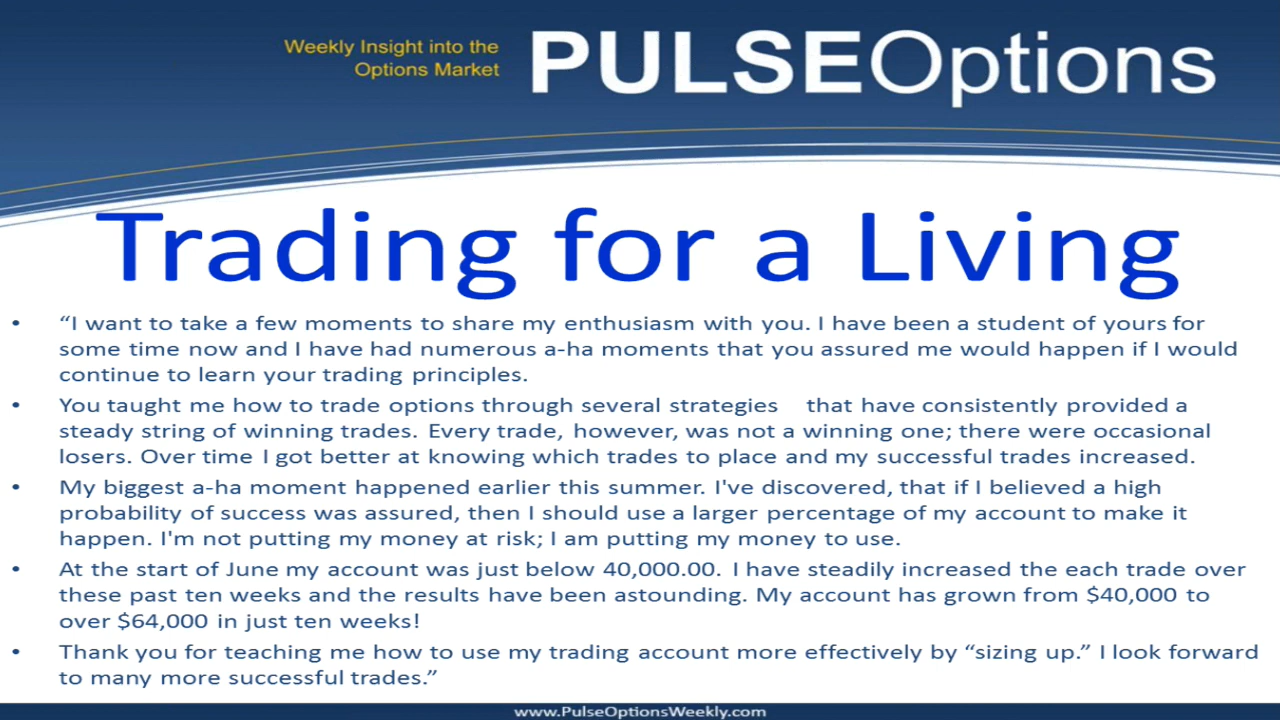 Weekly Insight into the
Options Market
PULSEOptions
Trading for a Living
• “I want to take a few moments to share my enthusiasm with you. I have been a student of yours for
some time now and I have had numerous a-ha moments that you assured me would happen if I would
continue to learn your trading principles.
• You taught me how to trade options through several strategies that have consistently provided a
steady string of winning trades. Every trade, however, was not a winning one; there were occasional
losers. Over time I got better at knowing which trades to place and my successful trades increased.
• My biggest a-ha moment happened earlier this summer. I've discovered, that if I believed a high
probability of success was assured, then I should use a larger percentage of my account to make it
happen. I'm not putting my money at risk; I am putting my money to use.
• At the start of June my account was just below 40,000.00. I have steadily increased the each trade over
these past ten weeks and the results have been astounding. My account has grown from $40,000 to
over $64,000 in just ten weeks!
• Thank you for teaching me how to use my trading account more effectively by “sizing up.” I look forward
to many more successful trades.”
www.PulseOptionsWeekly.com